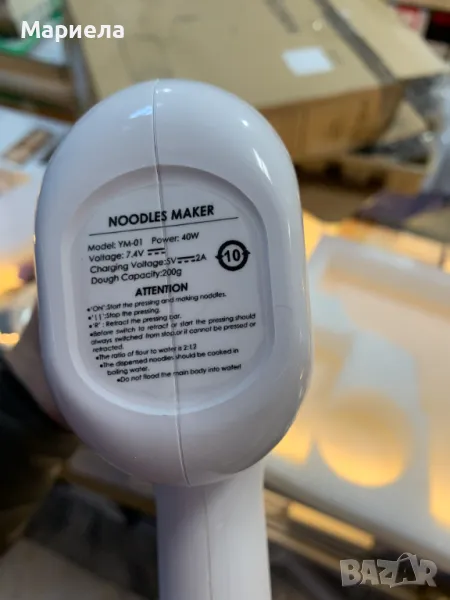 Мариела
NOODLES MAKER
Model: YM-01 Power: 40W
Voltage: 7.4V
Charging Voltage:5V 2A
Dough Capacity:200g
10
ATTENTION
•'ON':Start the pressing and making noodles.
•'||':Stop the pressing.
•'R': Retract the pressing bar.
•Before switch to retract or start the pressing,should
always switched from stop,or it cannot be pressed or
retracted.
•The ratio of flour to water is 2:1.2
•The dispensed noodles should be cooked in
boiling water.
•Do not flood the main body into water!
BAZAR